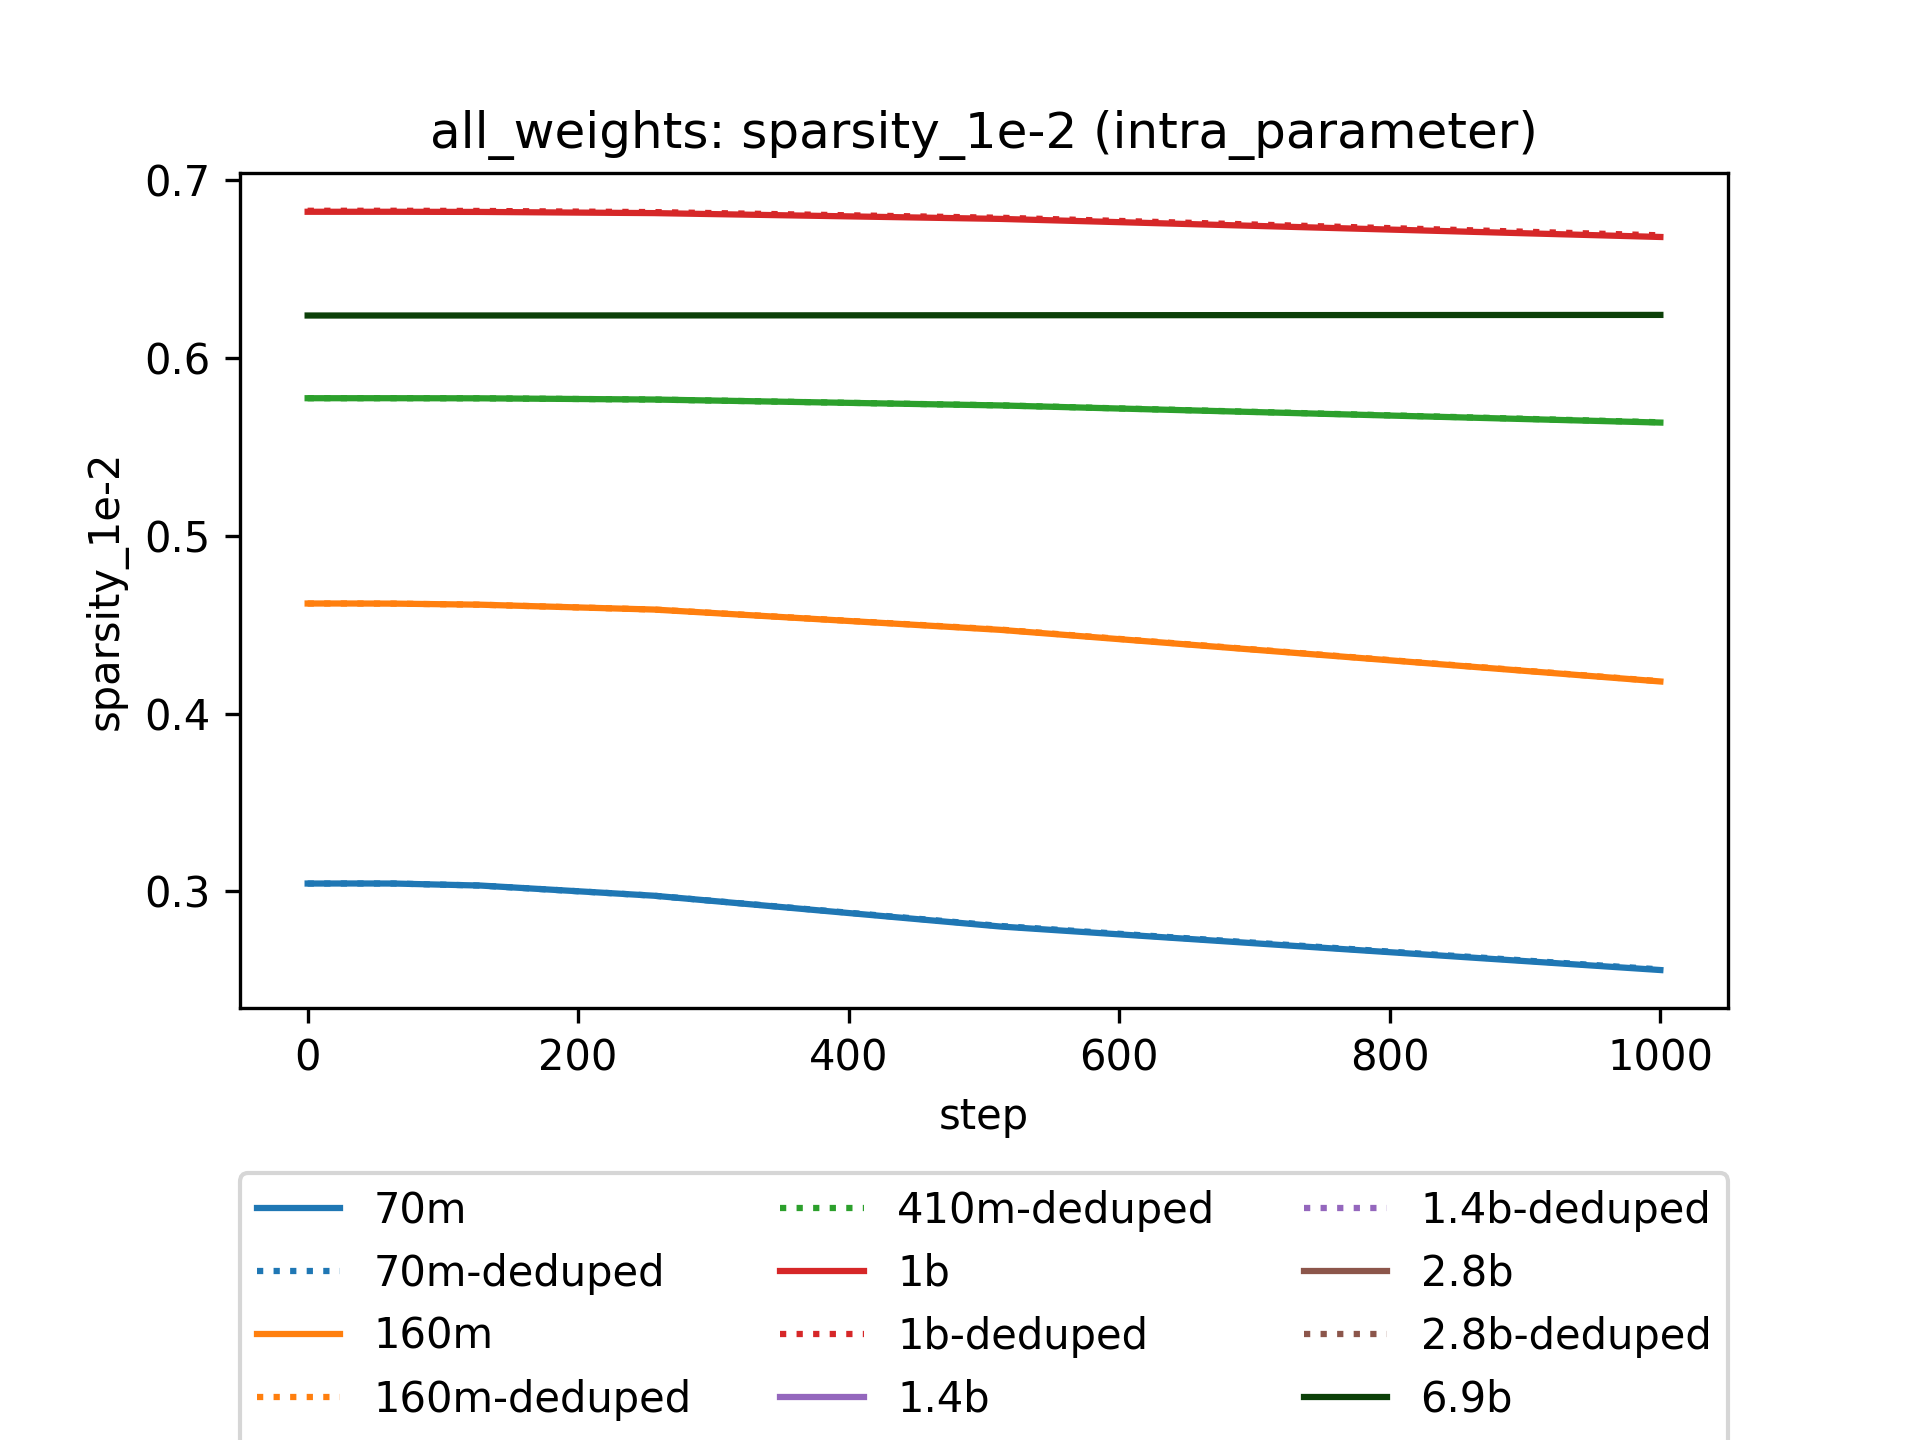 all_weights: sparsity_1e-2 (intra_parameter)
0.7
0.6
0.5
0.4
0.3
sparsity_1e-2
0 200 400 600 800 1000
step
70m 410m-deduped 1.4b-deduped
70m-deduped 1b 2.8b
160m 1b-deduped 2.8b-deduped
160m-deduped 1.4b 6.9b